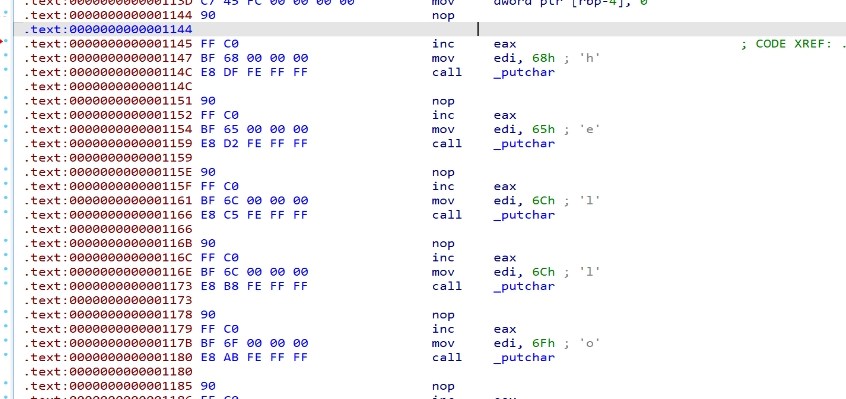 .text:000000000000113D C7 45 FC 00 00 00 00 mov dword ptr [rbp-4], 0
.text:0000000000001144 90 nop
.text:0000000000001144
.text:0000000000001145 FF C0 inc eax ; CODE XREF: .
.text:0000000000001147 BF 68 00 00 00 mov edi, 68h ; 'h'
.text:000000000000114C E8 DF FE FF FF call _putchar
.text:000000000000114C
.text:0000000000001151 90 nop
.text:0000000000001152 FF C0 inc eax
.text:0000000000001154 BF 65 00 00 00 mov edi, 65h ; 'e'
.text:0000000000001159 E8 D2 FE FF FF call _putchar
.text:0000000000001159
.text:000000000000115E 90 nop
.text:000000000000115F FF C0 inc eax
.text:0000000000001161 BF 6C 00 00 00 mov edi, 6Ch ; 'l'
.text:0000000000001166 E8 C5 FE FF FF call _putchar
.text:0000000000001166
.text:000000000000116B 90 nop
.text:000000000000116C FF C0 inc eax
.text:000000000000116E BF 6C 00 00 00 mov edi, 6Ch ; 'l'
.text:0000000000001173 E8 B8 FE FF FF call _putchar
.text:0000000000001173
.text:0000000000001178 90 nop
.text:0000000000001179 FF C0 inc eax
.text:000000000000117B BF 6F 00 00 00 mov edi, 6Fh ; 'o'
.text:0000000000001180 E8 AB FE FF FF call _putchar
.text:0000000000001180
.text:0000000000001185 90 nop
.text:0000000000001186 FF C0 inc eax